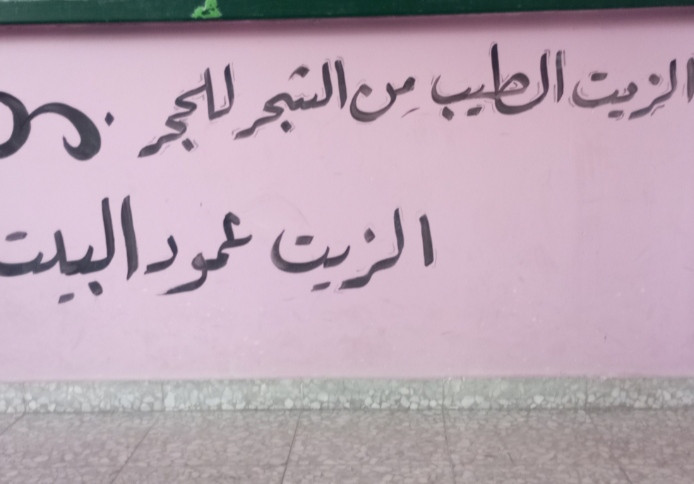 الزيت الطيب من الشجر للحجر
الزيت عمود البيت